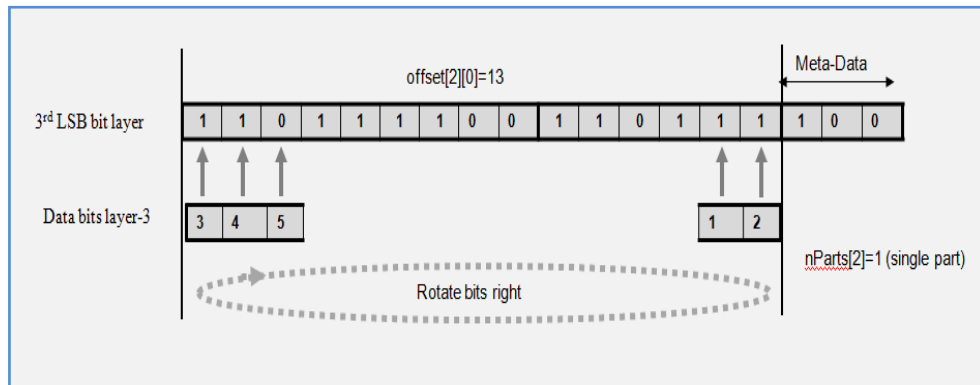 Meta-Data
offset[2][0]=13
3rd LSB bit layer
1 1 0 1 1 1 1 0 0 1 1 0 1 1 1 1 0 0
Data bits layer-3
3 4 5 1 2
nParts[2]=1 (single part)
Rotate bits right